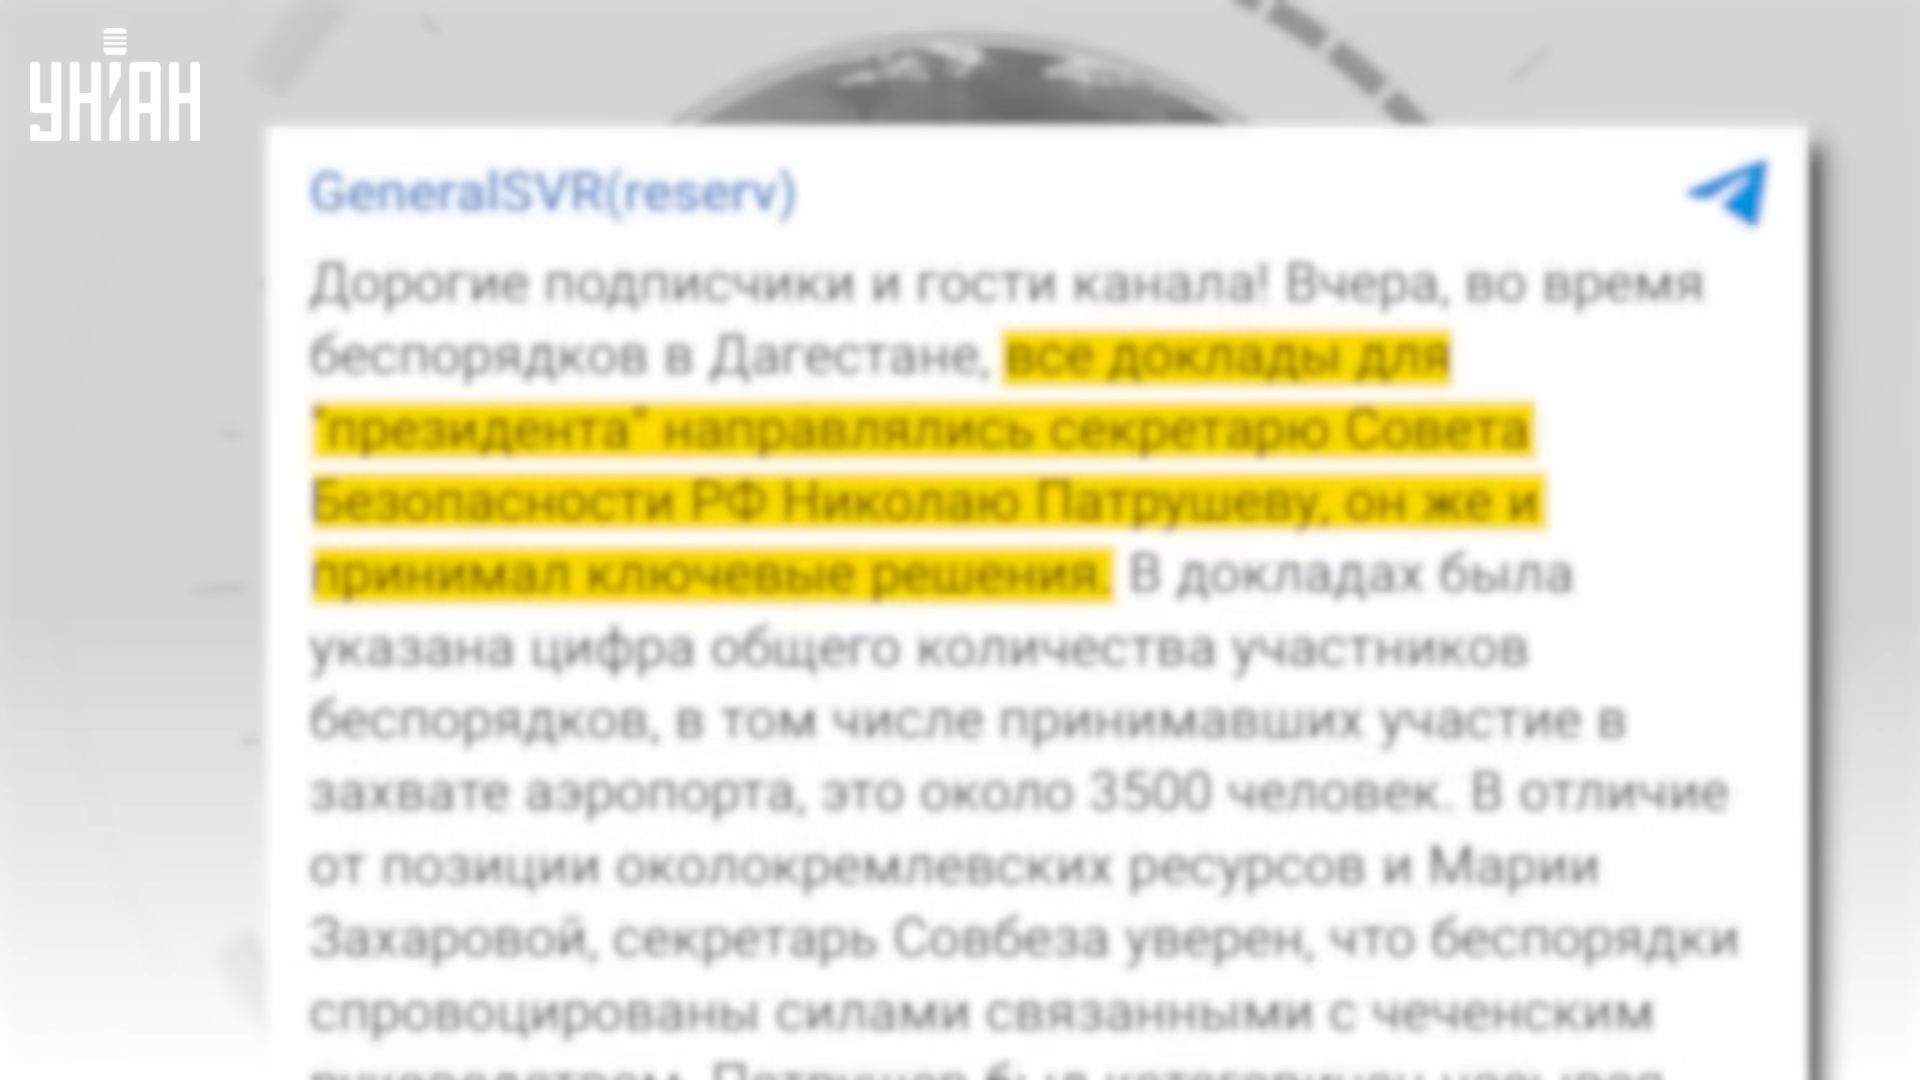 УНІАН
GeneralSVR(reserv)
Дорогие подписчики и гости канала! Вчера, во время
беспорядков в Дагестане, все доклады для
"президента" направлялись секретарю Совета
Безопасности РФ Николаю Патрушеву, он же и
принимал ключевые решения. В докладах была
указана цифра общего количества участников
беспорядков, в том числе принимавших участие в
захвате аэропорта, это около 3500 человек. В отличие
от позиции околокремлевских ресурсов и Марии
Захаровой, секретарь Совбеза уверен, что беспорядки
спровоцированы силами связанными с чеченским